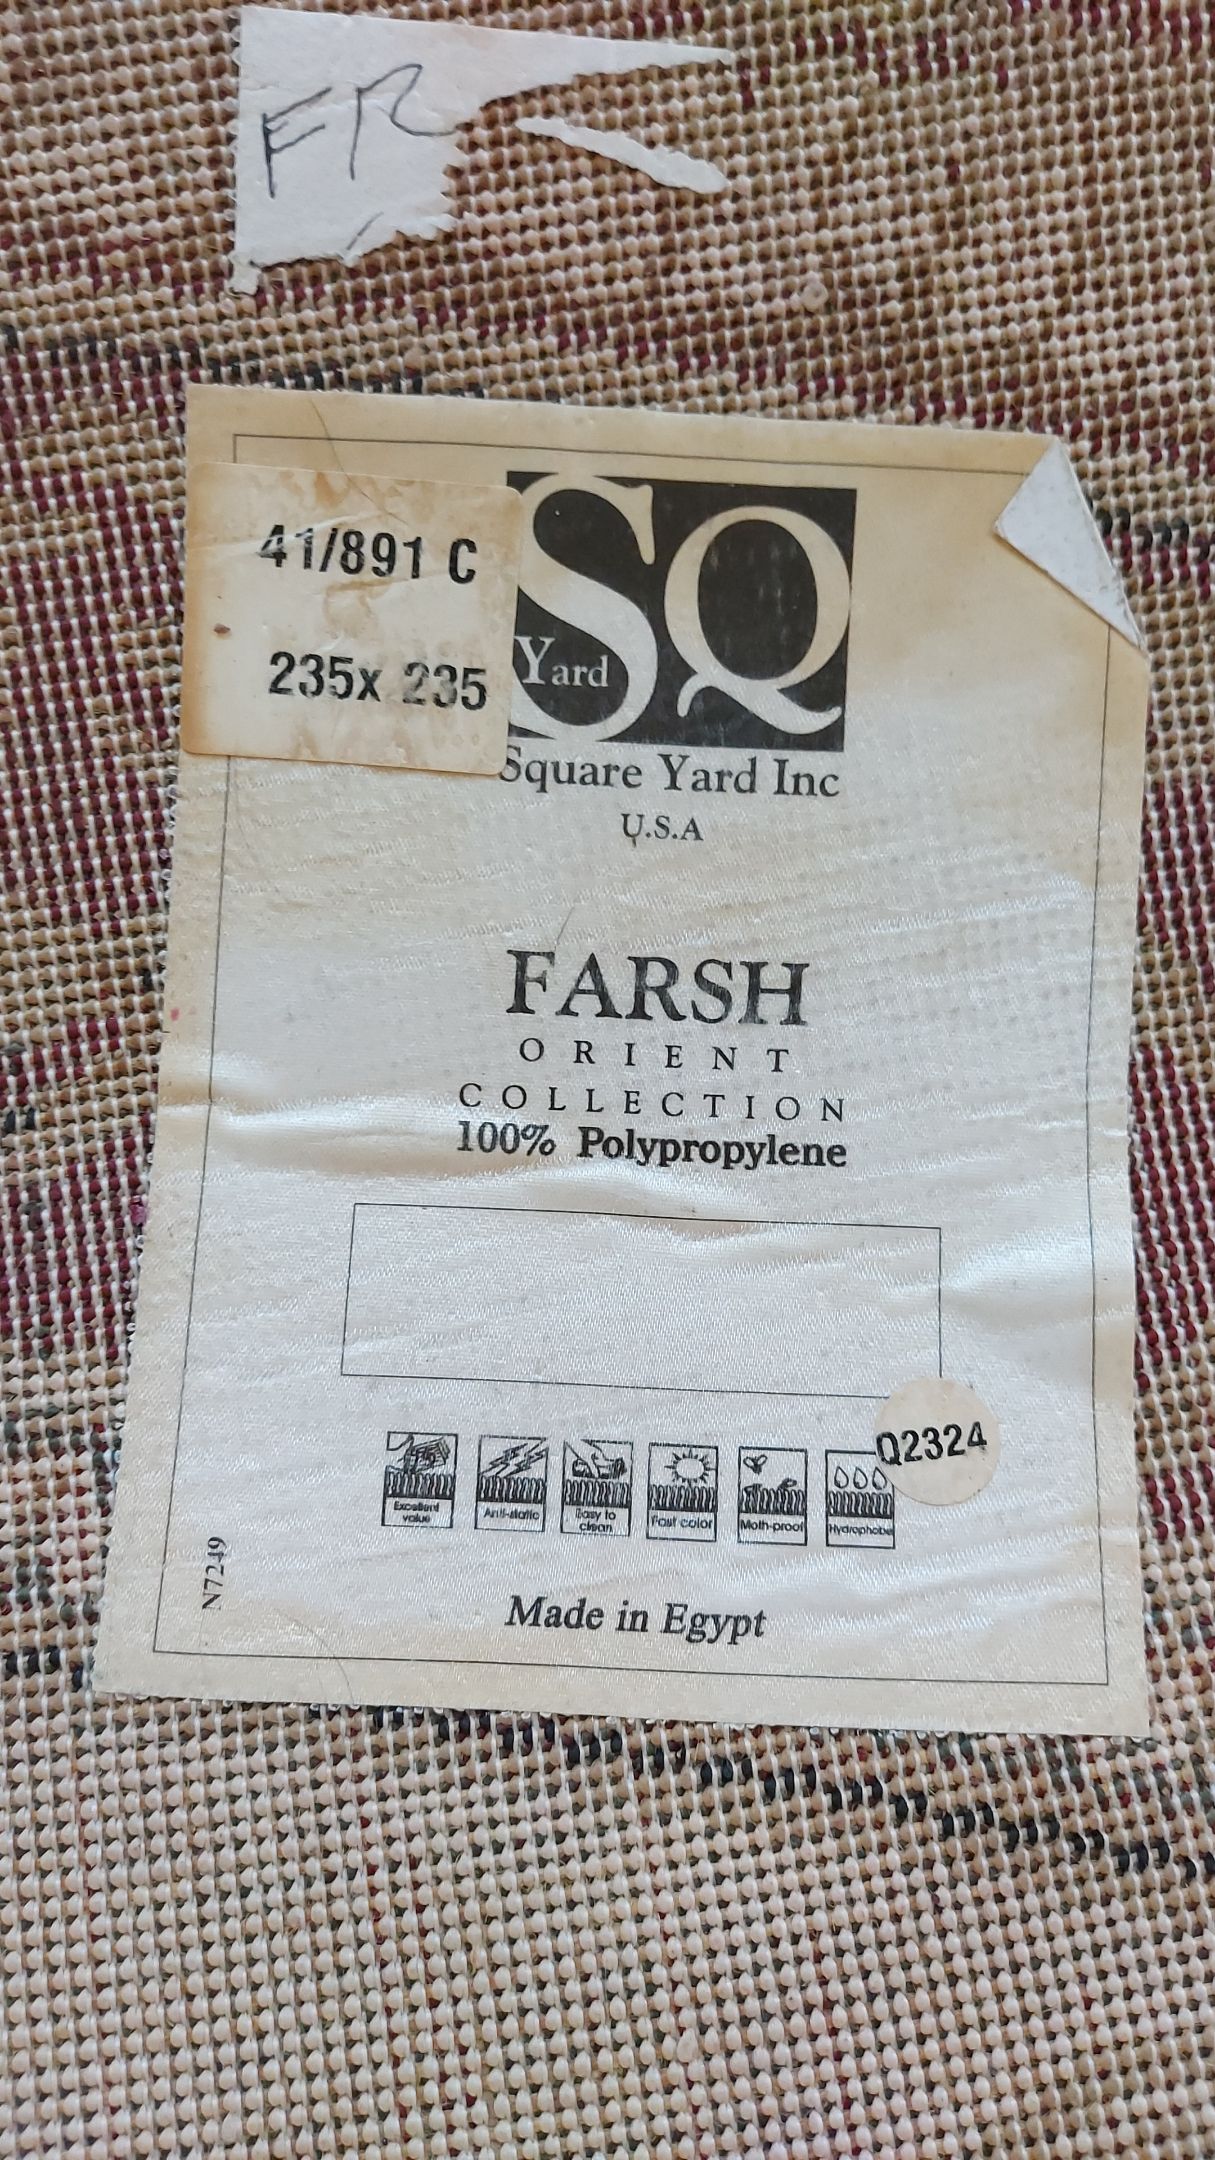 FR
41/891 C
235x 235
SQ
Yard
Square Yard Inc
U.S.A
FARSH
ORIENT
COLLECTION
100% Polypropylene
Q2324
Excellent value
Anti-static
Easy to clean
Fast color
Moth-proof
Hydrophobe
N7249
Made in Egypt